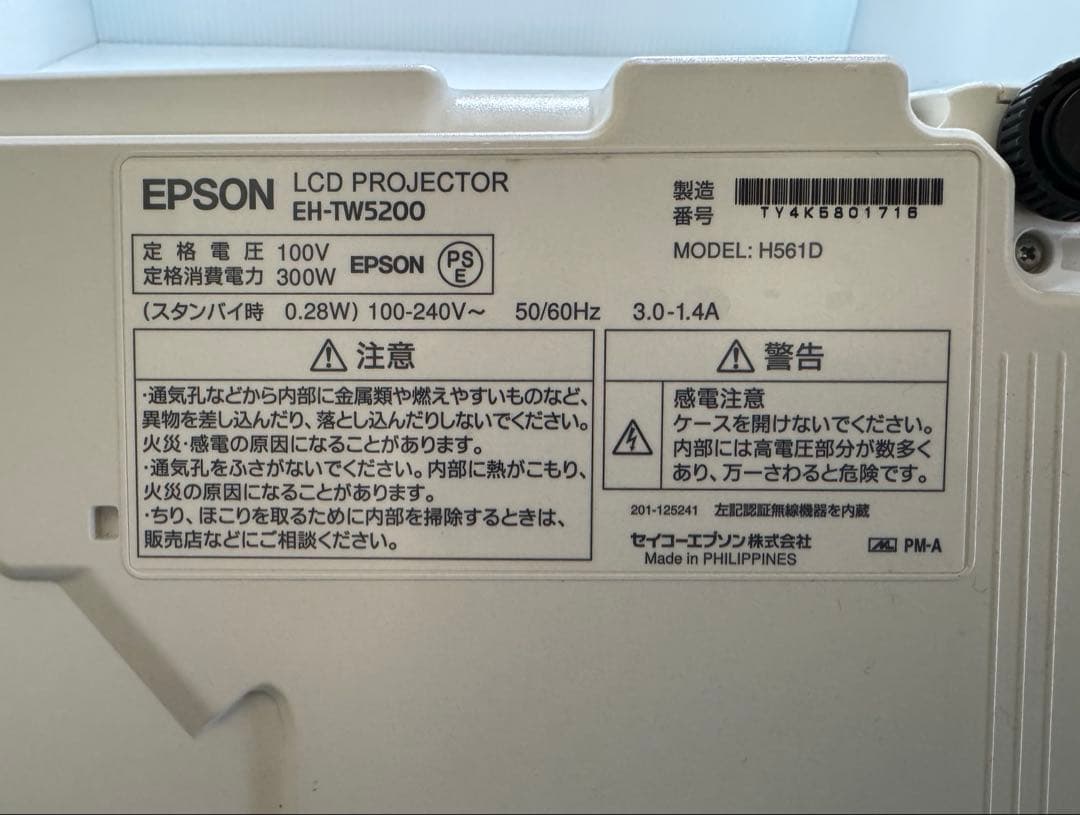 EPSON LCD PROJECTOR
EH-TW5200
製造
番号
TY4K5801716
MODEL: H561D
定格電圧 100V
定格消費電力 300W
EPSON
PS
E
(スタンバイ時 0.28W) 100-240V~ 50/60Hz 3.0-1.4A
注意
・通気孔などから内部に金属類や燃えやすいものなど、
異物を差し込んだり、落とし込んだりしないでください。
火災・感電の原因になることがあります。
・通気孔をふさがないでください。内部に熱がこもり、
火災の原因になることがあります。
・ちり、ほこりを取るために内部を掃除するときは、
販売店などにご相談ください。
警告
感電注意
ケースを開けないでください。
内部には高電圧部分が数多く
あり、万一さわると危険です。
201-125241 左記認証無線機器を内蔵
セイコーエプソン株式会社
Made in PHILIPPINES
PM-A